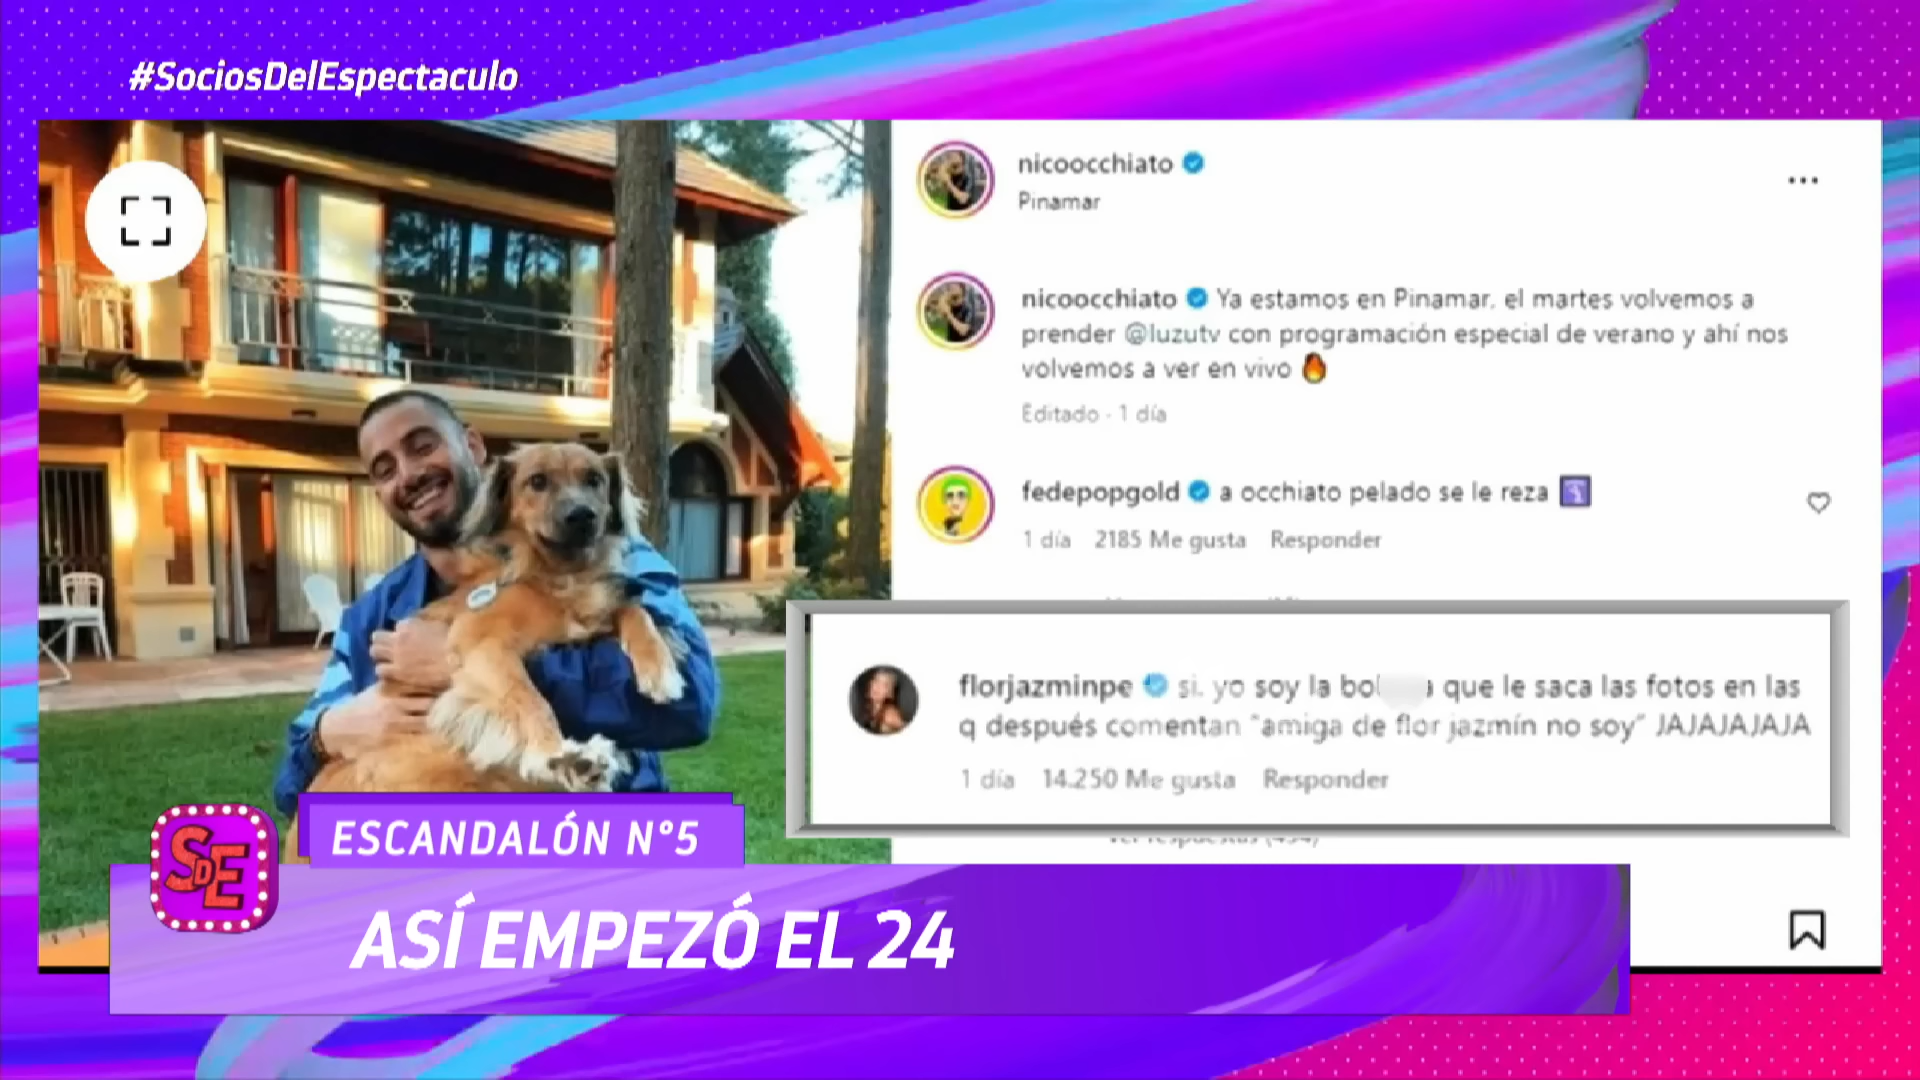 #SociosDelEspectaculo
nicoocchiato
Pinamar
nicoocchiato Ya estamos en Pinamar, el martes volvemos a
prender @luzutv con programación especial de verano y ahí nos
volvemos a ver en vivo
Editado · 1 día
fedepopgold a occhiato pelado se le reza
1 día 2185 Me gusta Responder
florjazminpe si. yo soy la que le saca las fotos en las
q después comentan "amiga de flor jazmín no soy" JAJAJAJAJA
1 día 14.250 Me gusta Responder
SDE
ESCANDALÓN N°5
ASÍ EMPEZÓ EL 24